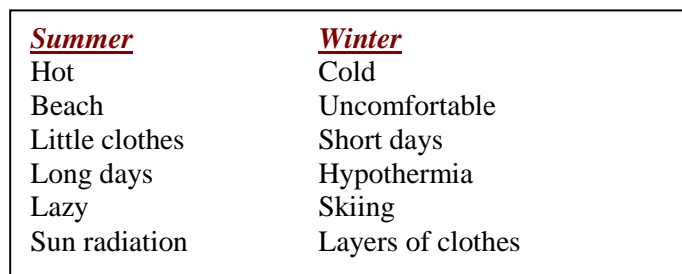 Summer Winter
Hot Cold
Beach Uncomfortable
Little clothes Short days
Long days Hypothermia
Lazy Skiing
Sun radiation Layers of clothes